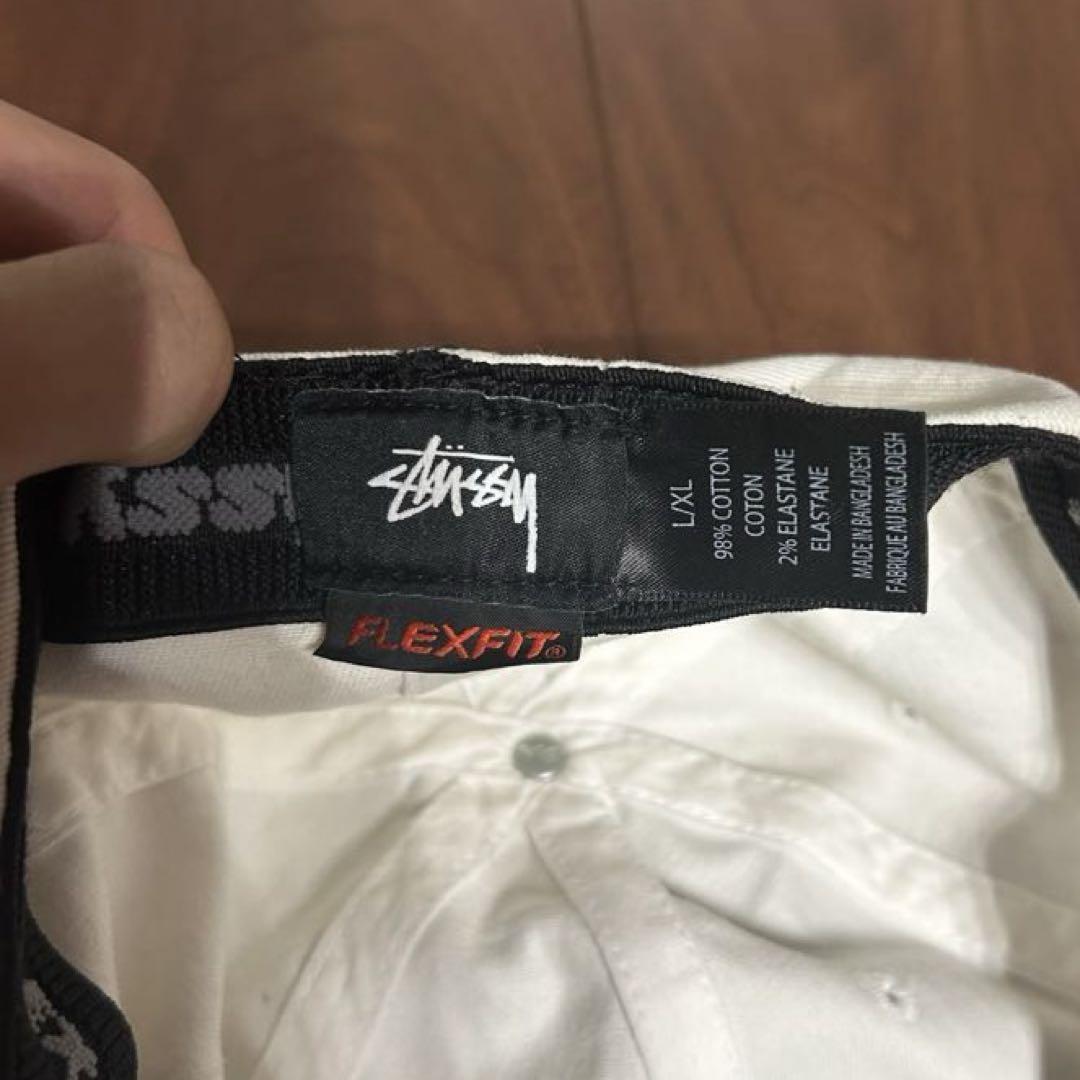 STÜSSY
FLEXFIT®
L/XL
98% COTTON
COTON
2% ELASTANE
ELASTANE
MADE IN BANGLADESH
FABRIQUE AU BANGLADESH